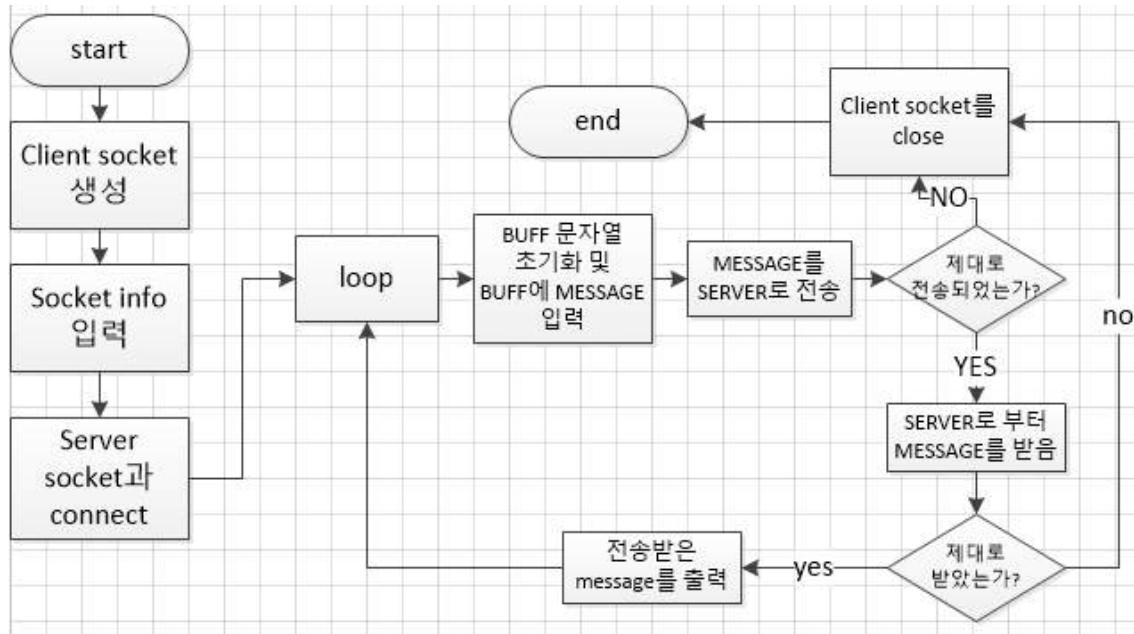 start
Client socket
생성
Socket info
입력
Server
socket과
connect
loop
BUFF 문자열
초기화 및
BUFF에 MESSAGE
입력
MESSAGE를
SERVER로 전송
제대로
전송되었는가?
NO
Client socket를
close
end
YES
SERVER로 부터
MESSAGE를 받음
제대로
받았는가?
no
yes
전송받은
message를 출력